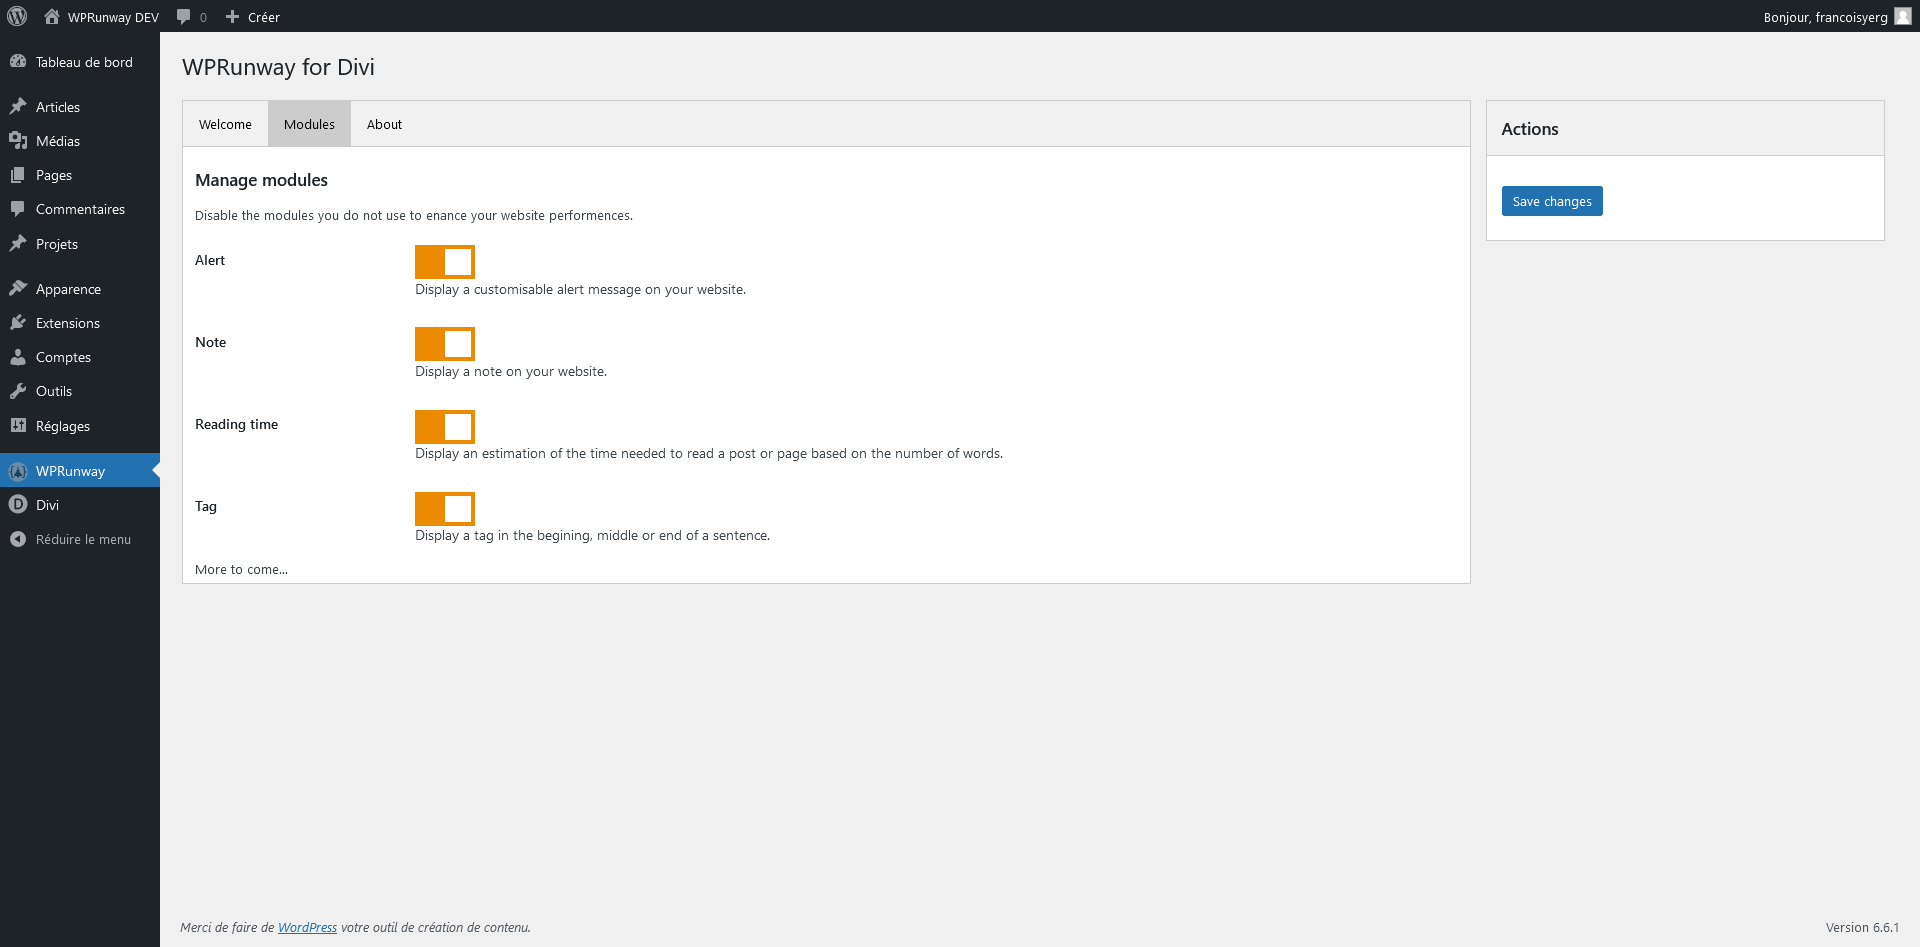 WPRunway DEV 0 Créer Bonjour, francoisyerg
Tableau de bord
Articles
Médias
Pages
Commentaires
Projets
Apparence
Extensions
Comptes
Outils
Réglages
WPRunway
Divi
Réduire le menu
WPRunway for Divi
Welcome Modules About
Manage modules
Disable the modules you do not use to enance your website performences.
Alert
Display a customisable alert message on your website.
Note
Display a note on your website.
Reading time
Display an estimation of the time needed to read a post or page based on the number of words.
Tag
Display a tag in the begining, middle or end of a sentence.
More to come...
Actions
Save changes
Merci de faire de WordPress votre outil de création de contenu.
Version 6.6.1